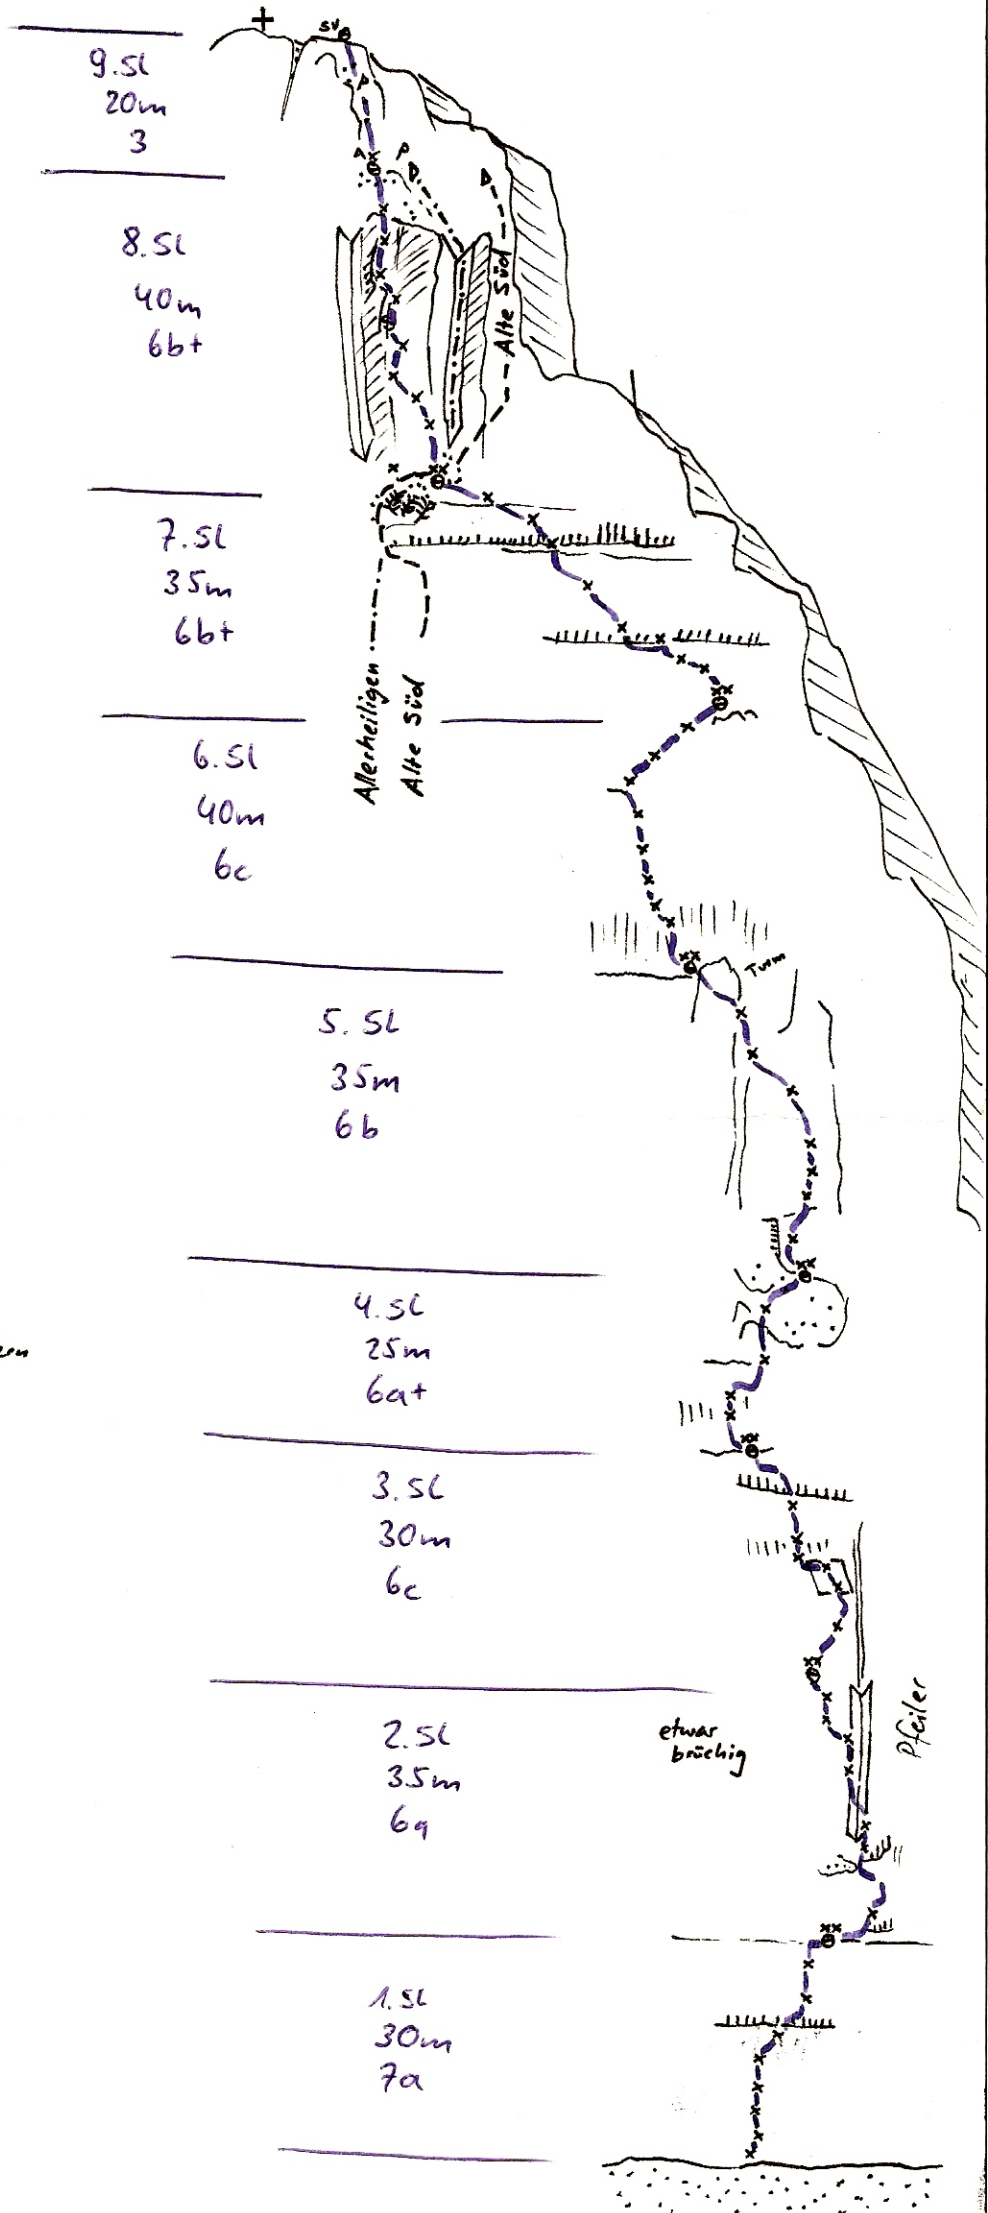 SU
9.SL
20m
3
P
P
8.SL
40m
6b+
Alte Süd
7.SL
35m
6b+
Allerheiligen
Alte Süd
6.SL
40m
6c
Turm
5.SL
35m
6b
4.SL
25m
6a+
3.SL
30m
6c
2.SL
35m
6a
etwas
brüchig
Pfeiler
1.SL
30m
7a